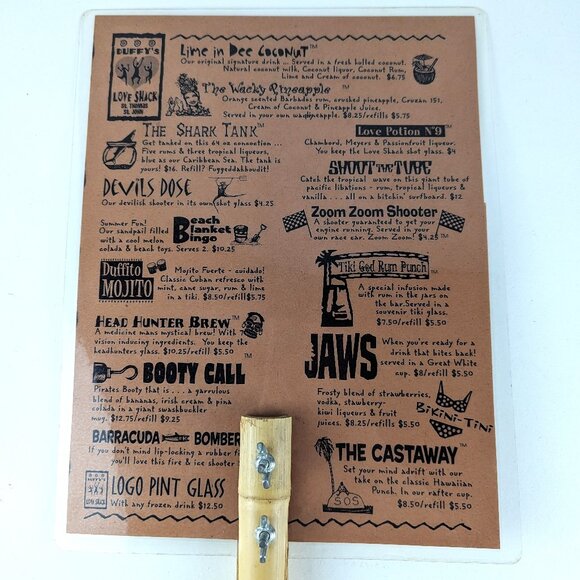 DUFFY'S
LOVE SHACK
ST. THOMAS
ST. JOHN
Lime in Dee Coconut™
Our original signature drink ... Served in a fresh hulled coconut.
Natural coconut milk, Coconut liquor, Coconut Rum,
Lime and Cream of coconut. $6.75
The Wacky Pineapple ™
Orange scented Barbados rum, crushed pineapple, Cruzan 151,
Cream of Coconut & Pineapple Juice.
Served in your own wackpineapple. $8.25/refills $5.75
THE SHARK TANK™
Get tanked on this 64 oz concoction ...
Five rums & three tropical liqueurs,
blue as our Caribbean Sea. The tank is
yours! $16. Refill? Fuggeddakboudit!
Love Potion N°9™
Chambord, Meyers & Passionfruit liqueur.
You keep the Love Shack shot glass. $4
DEVILS DOSE
Our devilish shooter in its own shot glass $4.25
SHOOT THE TUBE™
Catch the tropical wave on this giant tube of
pacific libations - rum, tropical liqueurs &
vanilla . . . all on a bitchin' surfboard. $12
Summer Fun!
Our sandpail filled
with a cool melon
colada & beach toys. Serves 2. $10.25
Beach
Blanket
Bingo™
Zoom Zoom Shooter
A shooter guaranteed to get your
engine running. Served in your
own race car. Zoom Zoom! $4.25™
Duffito
MOJITO
Mojito Fuerte - cuidado!
Classic Cuban refresco with
mint, cane sugar, rum & lime
in a tiki. $8.50/refill$5.75
Tiki God Rum Punch™
A special infusion made
with rum in the jars on
the bar. Served in a
souvenir tiki glass.
$7.50/refill $5.50
HEAD HUNTER BREW™
A medicine mans mystical brew! With 7
vision inducing ingredients. You keep the
headhunters glass. $10.25/refill $5.50
JAWS
When you're ready for a
drink that bites back!
served in a Great White
cup. $8/refill $5.50
BOOTY CALL™
Pirates Booty that is . . . a garrulous
blend of bananas, irish cream & pina
colada in a giant swaschbuckler
mug. $12.75/refill $9.25
Frosty blend of strawberries,
vodka, stawberry-
kiwi liqueurs & fruit
juices. $8.25/refill $5.50
BIKINI-TINI
BARRACUDA BOMBER
If you don't mind lip-locking a rubber
you'll love this fire & ice shooter
THE CASTAWAY™
Set your mind adrift with our
take on the classic Hawaiian
Punch. In our rafter cup.
$8.50/refill $5.50
SOS
DUFFY'S
LOVE SHACK
LOGO PINT GLASS
With any frozen drink $12.50